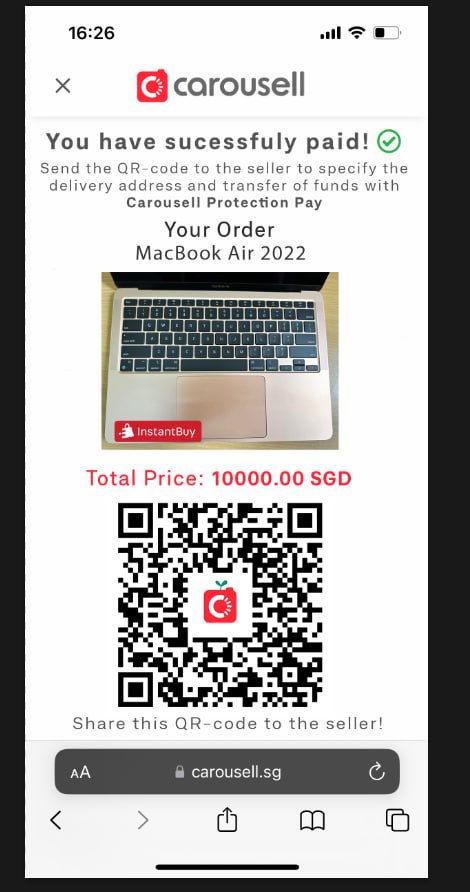 16:26
carousell
You have sucessfuly paid!
Send the QR-code to the seller to specify the
delivery address and transfer of funds with
Carousell Protection Pay
Your Order
MacBook Air 2022
InstantBuy
Total Price: 10000.00 SGD
Share this QR-code to the seller!
AA
carousell.sg